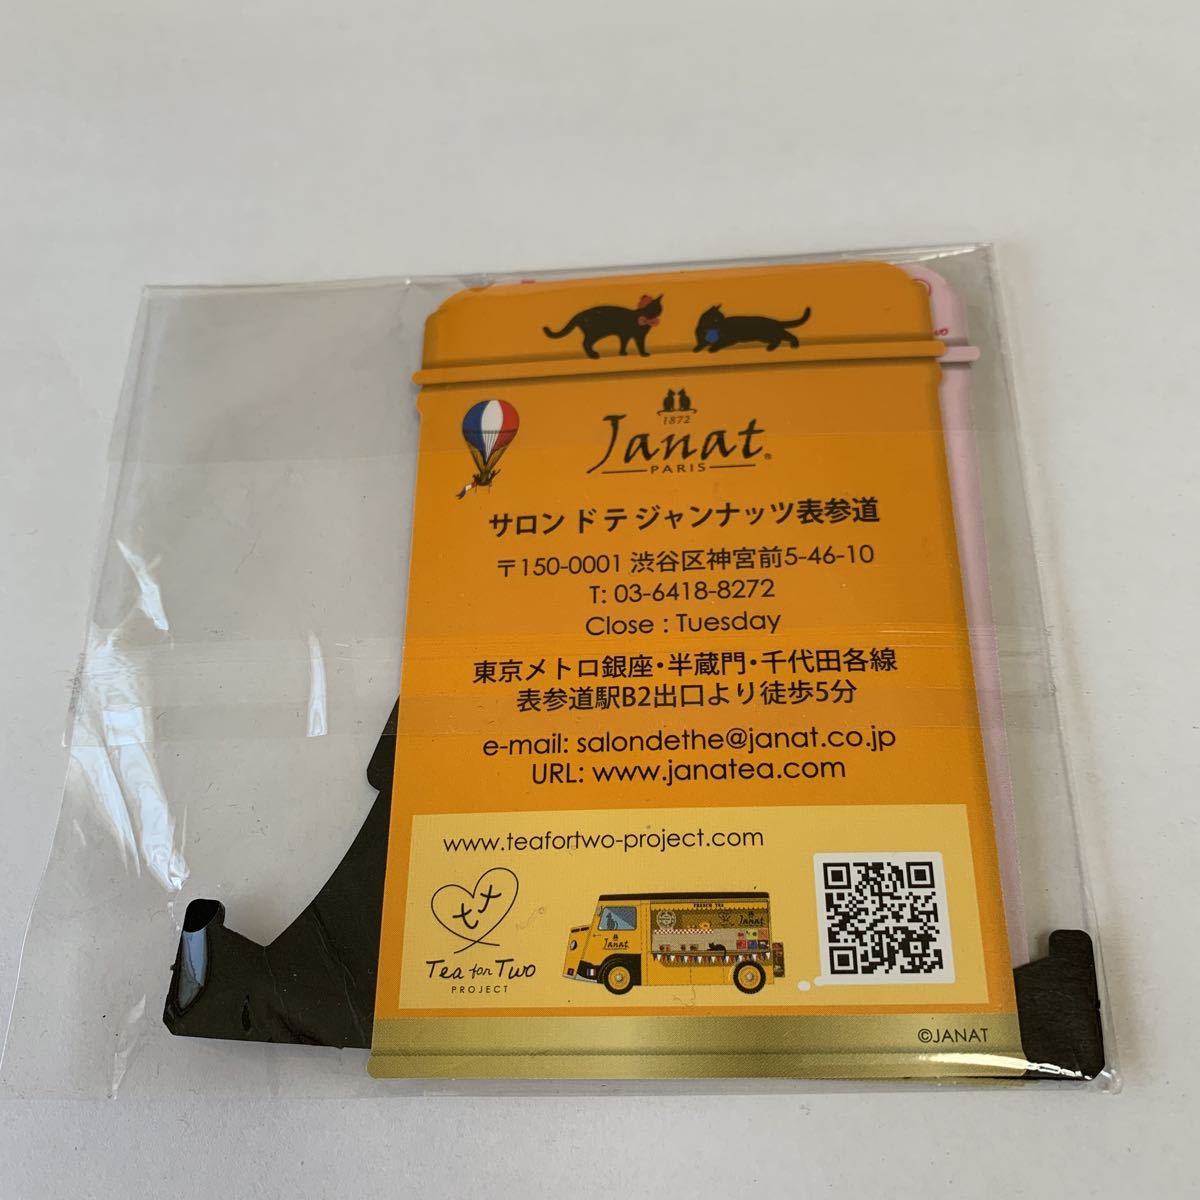 1872
Janat®
PARIS
サロン ド テ ジャンナッツ表参道
〒150-0001 渋谷区神宮前5-46-10
T: 03-6418-8272
Close : Tuesday
東京メトロ銀座・半蔵門・千代田各線
表参道駅B2出口より徒歩5分
e-mail: salondethe@janat.co.jp
URL: www.janatea.com
www.teafortwo-project.com
Tea for Two
PROJECT
FRENCH TEA
Janat
Janat
©JANAT